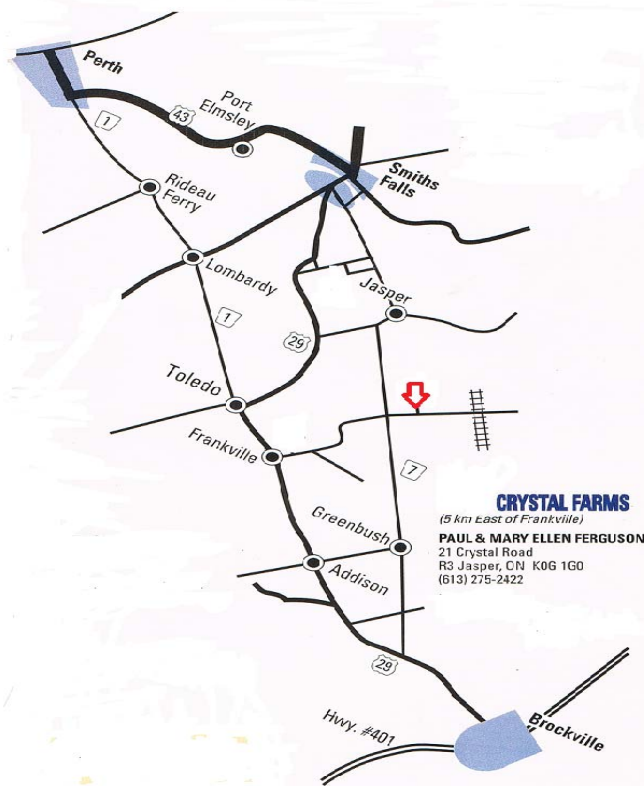 Perth
Port
Elmsley
43
1
Smiths
Falls
Rideau
Ferry
Lombardy
Jasper
1
29
Toledo
Frankville
7
CRYSTAL FARMS
(5 km East of Frankville)
PAUL & MARY ELLEN FERGUSON
21 Crystal Road
R3 Jasper, ON K0G 1G0
(613) 275-2422
Greenbush
Addison
29
Hwy. #401
Brockville